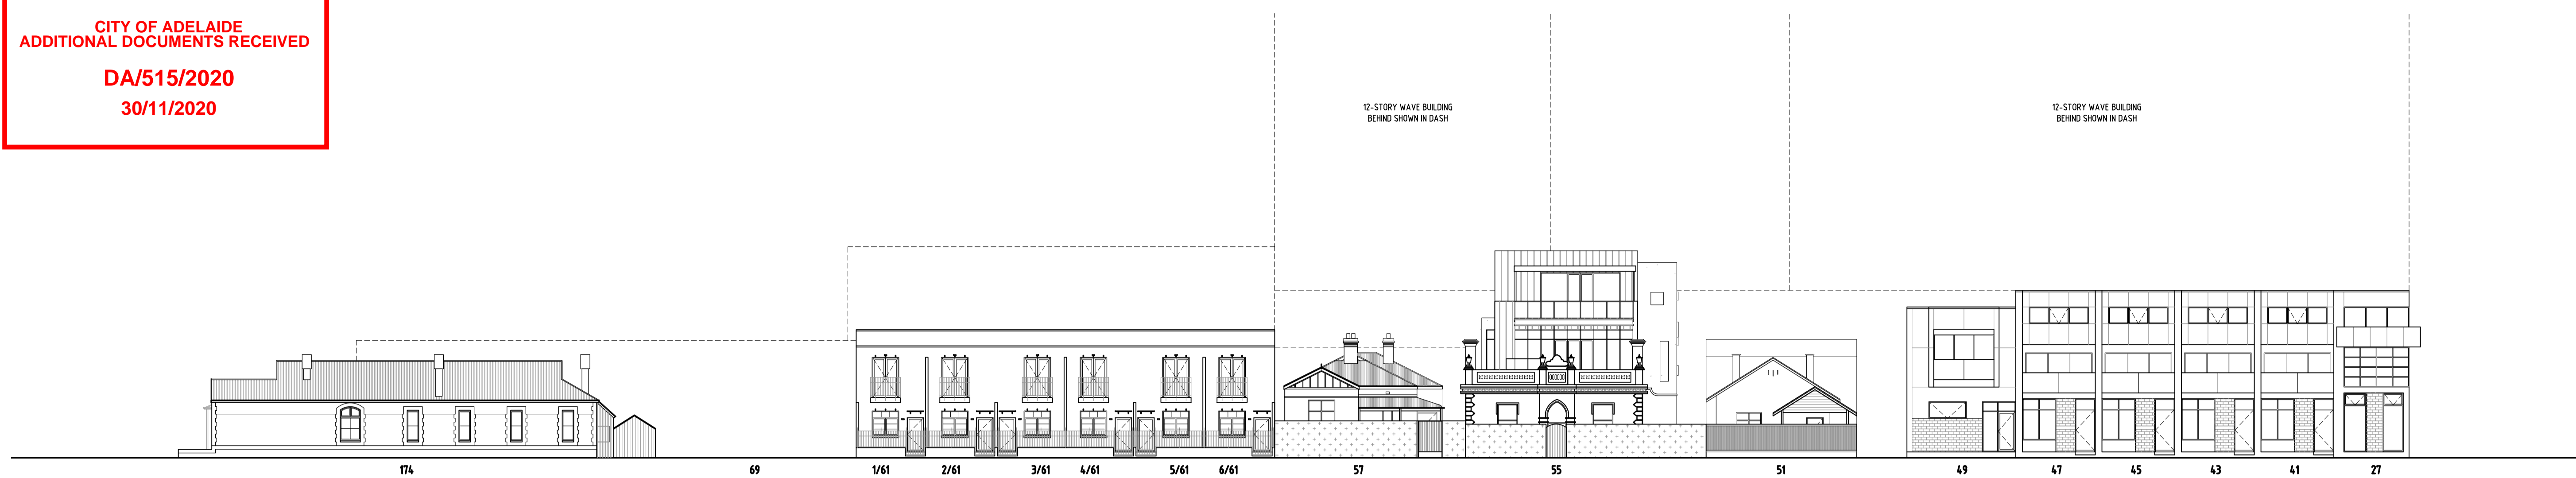 CITY OF ADELAIDE
ADDITIONAL DOCUMENTS RECEIVED
DA/515/2020
30/11/2020
12-STORY WAVE BUILDING
BEHIND SHOWN IN DASH
12-STORY WAVE BUILDING
BEHIND SHOWN IN DASH
174
69
1/61
2/61
3/61
4/61
5/61
6/61
57
55
51
49
47
45
43
41
27